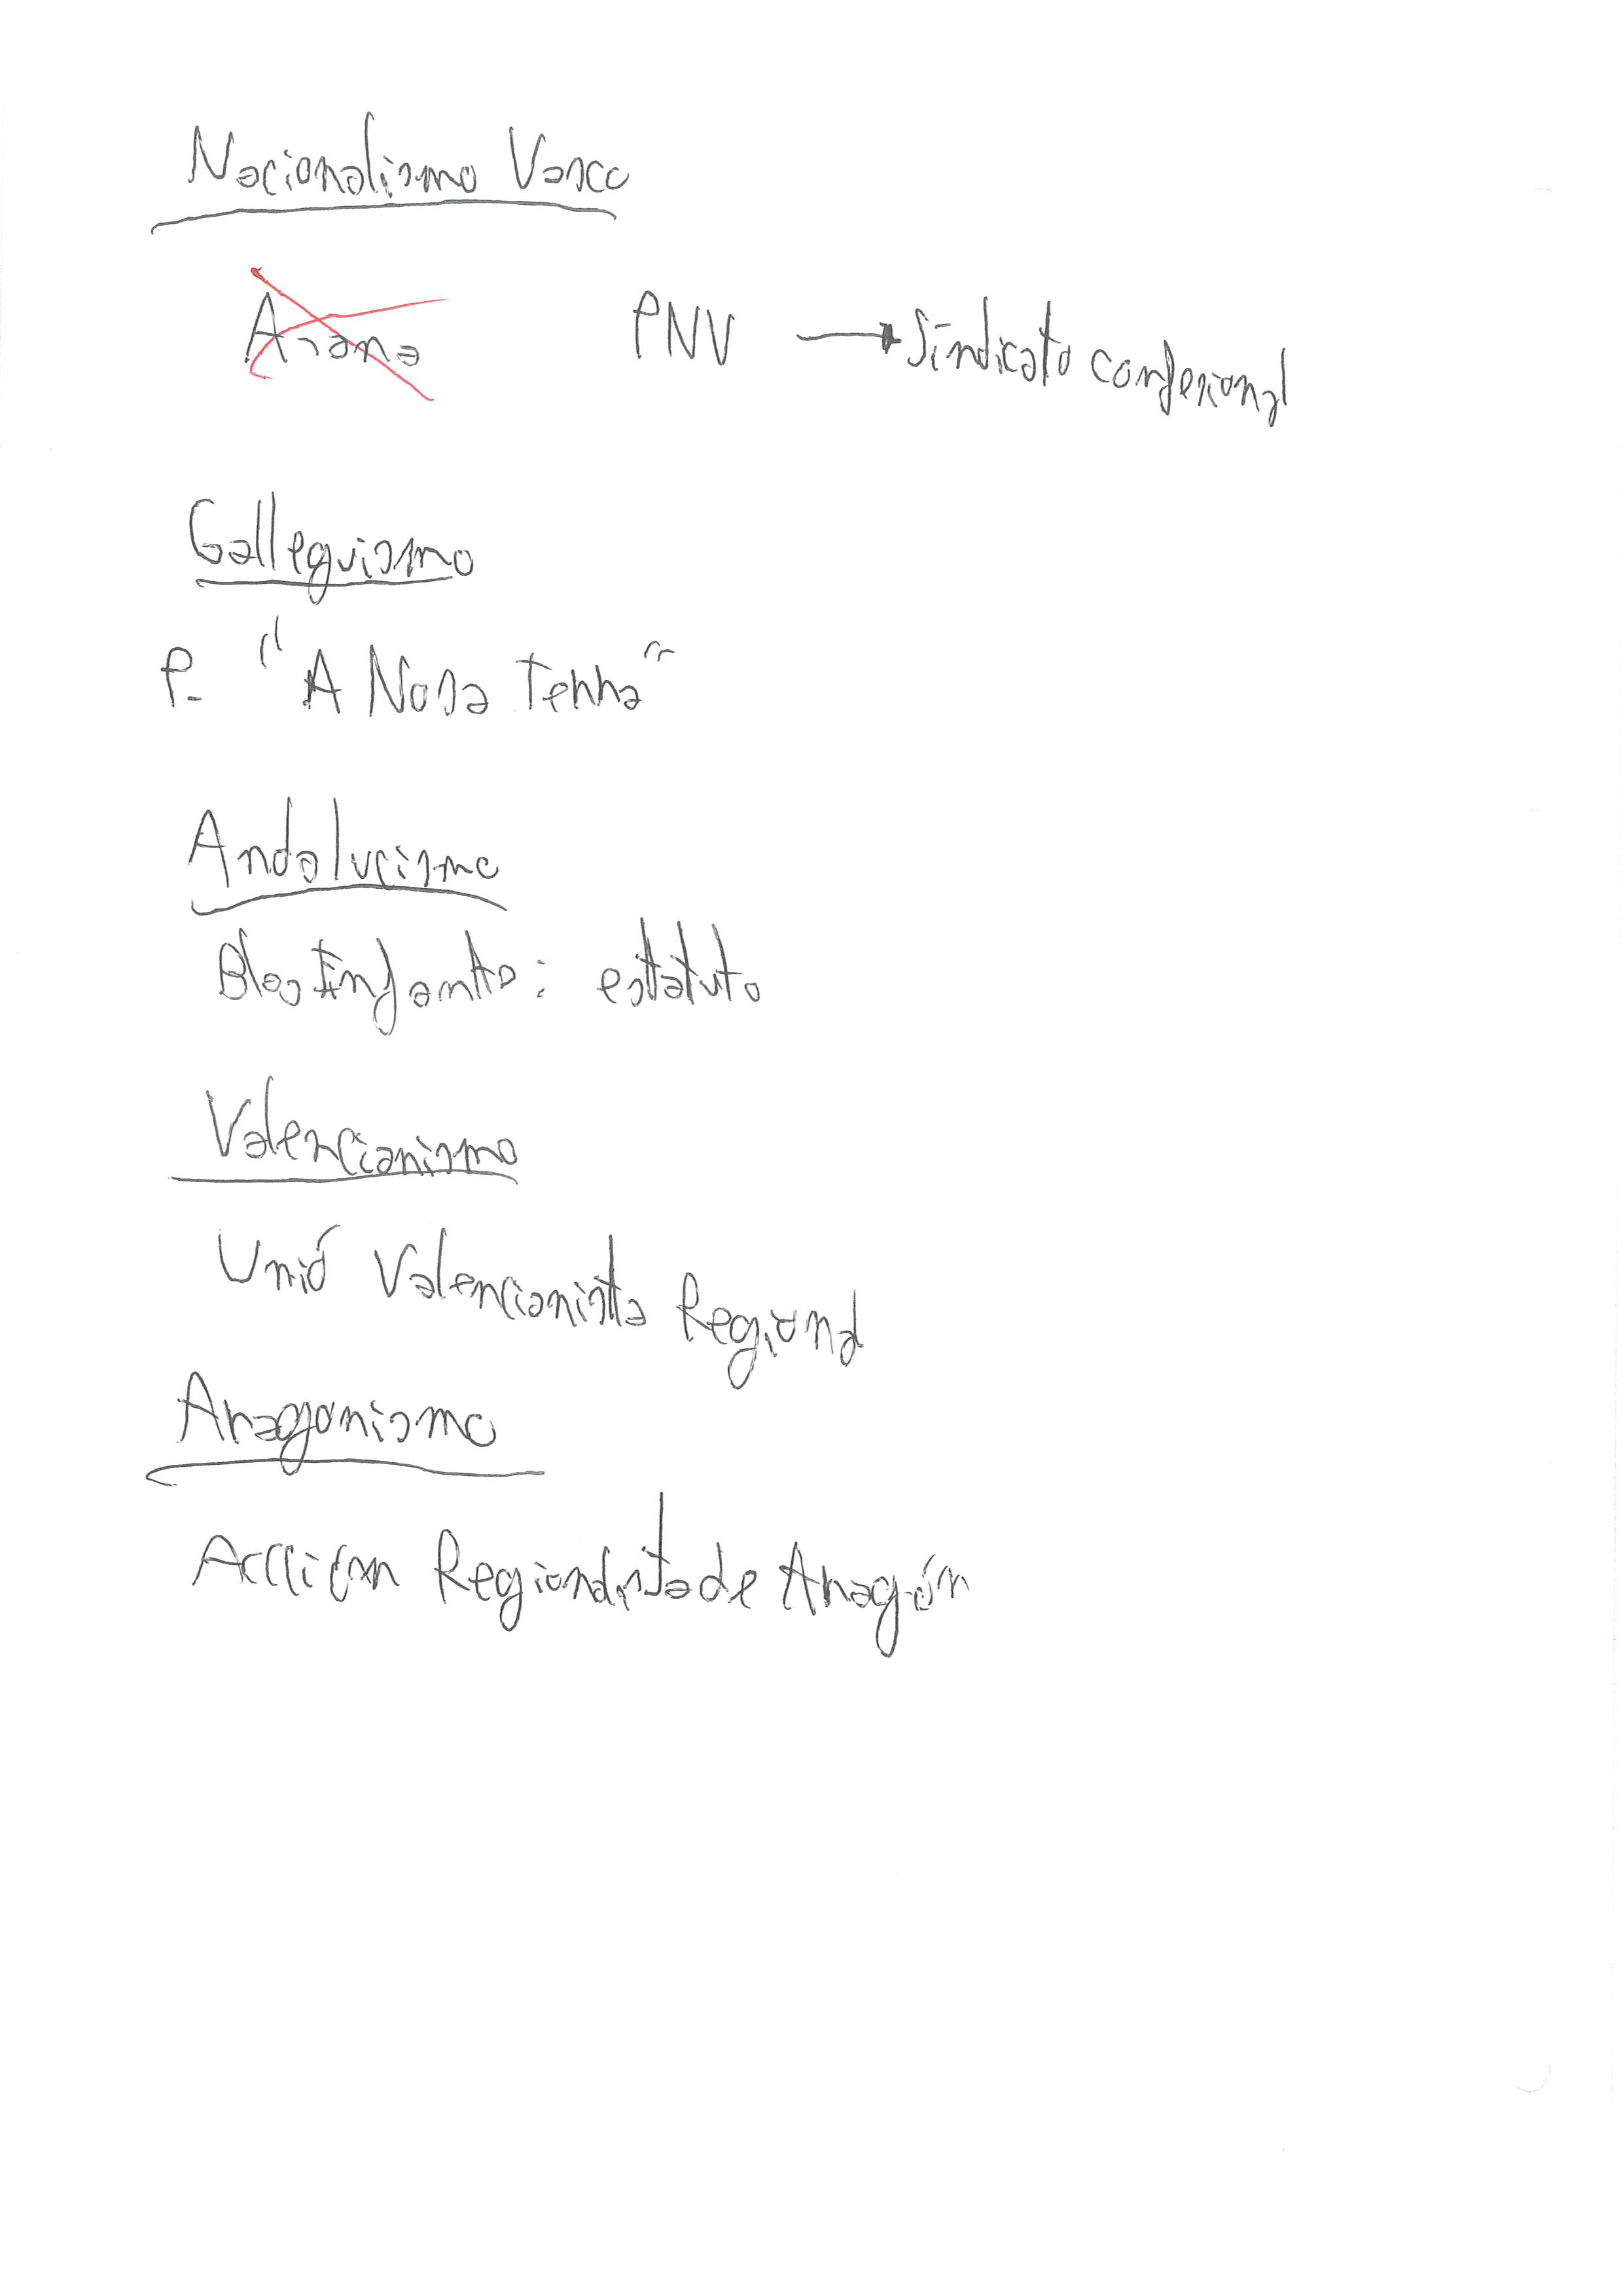 Nacionalismo Vasco
Arana PNV → Sindicato confesional
Galleguismo
P. "A Nosa Terra"
Andalucismo
Blas Infante: estatuto
Valencianismo
Unió Valencianista Regional
Aragonismo
Acción Regionalista de Aragón